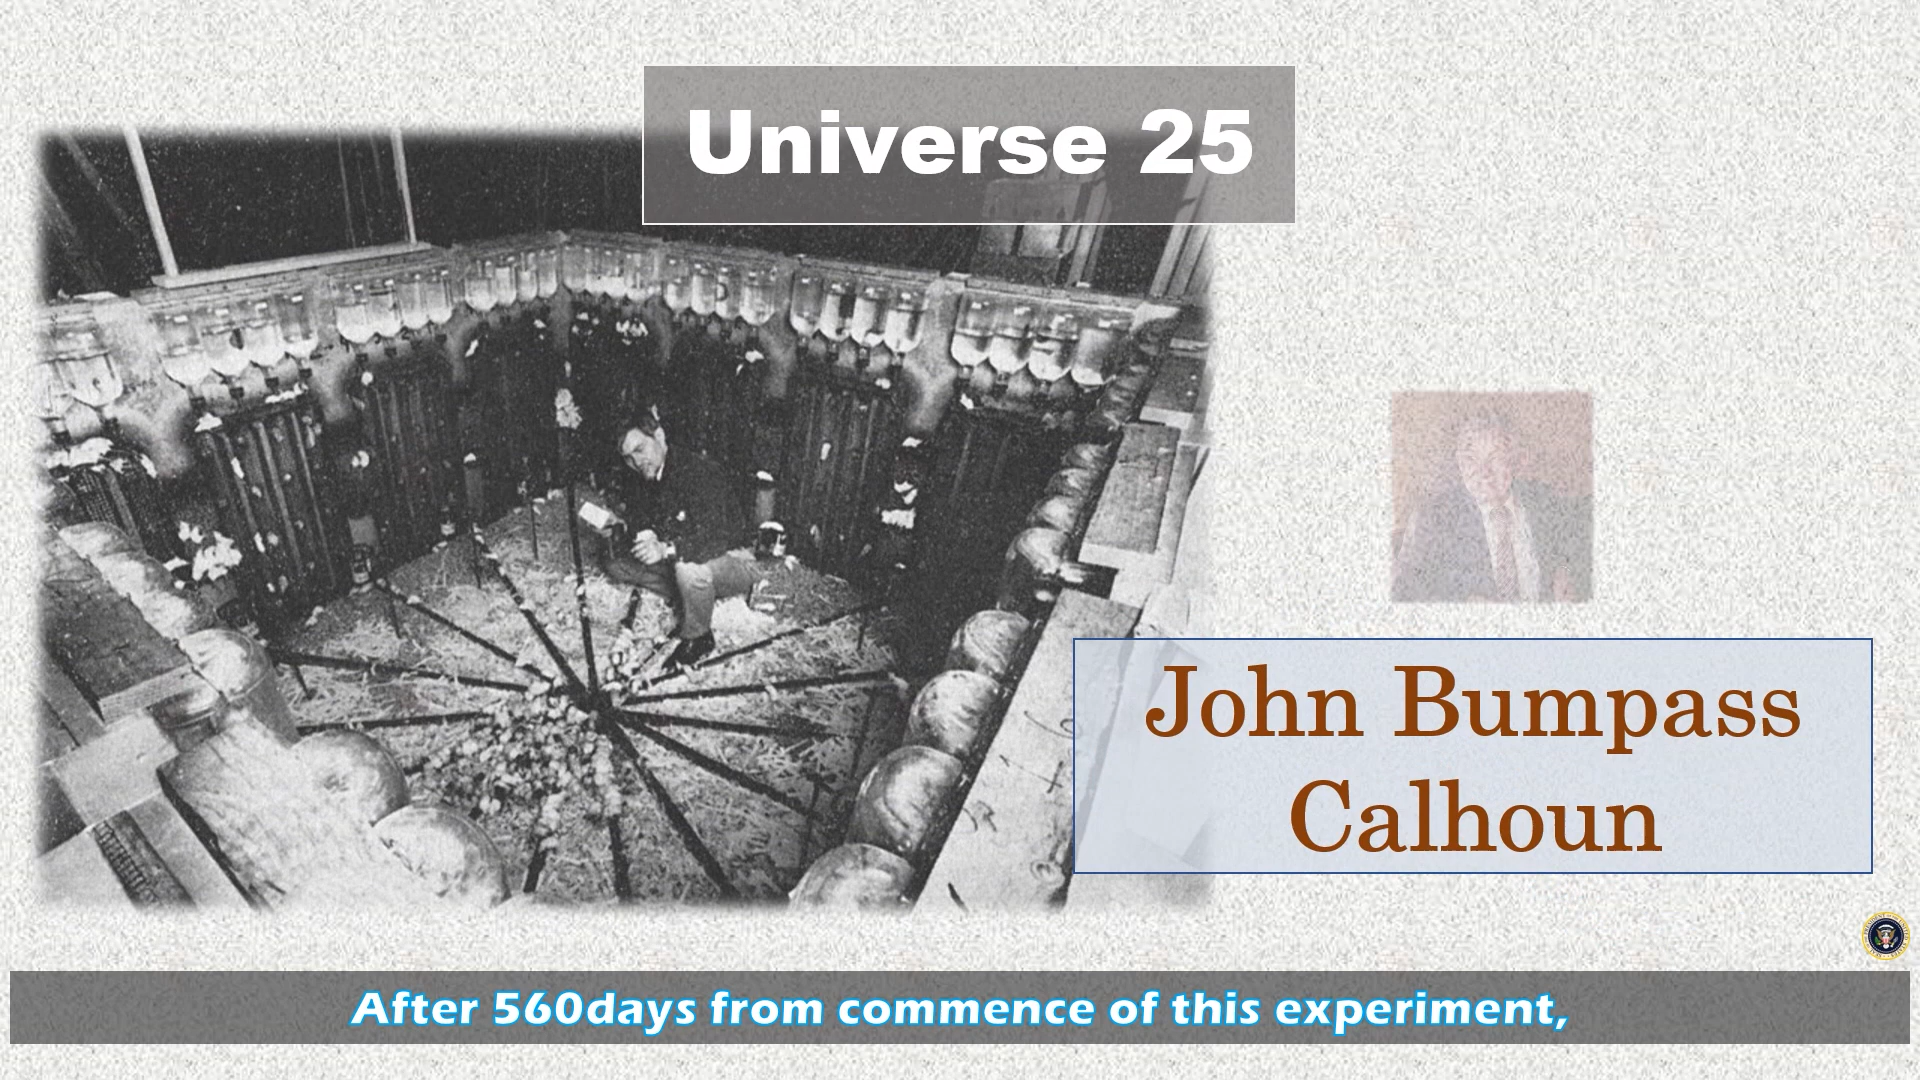 Universe 25
John Bumpass
Calhoun
After 560days from commence of this experiment,